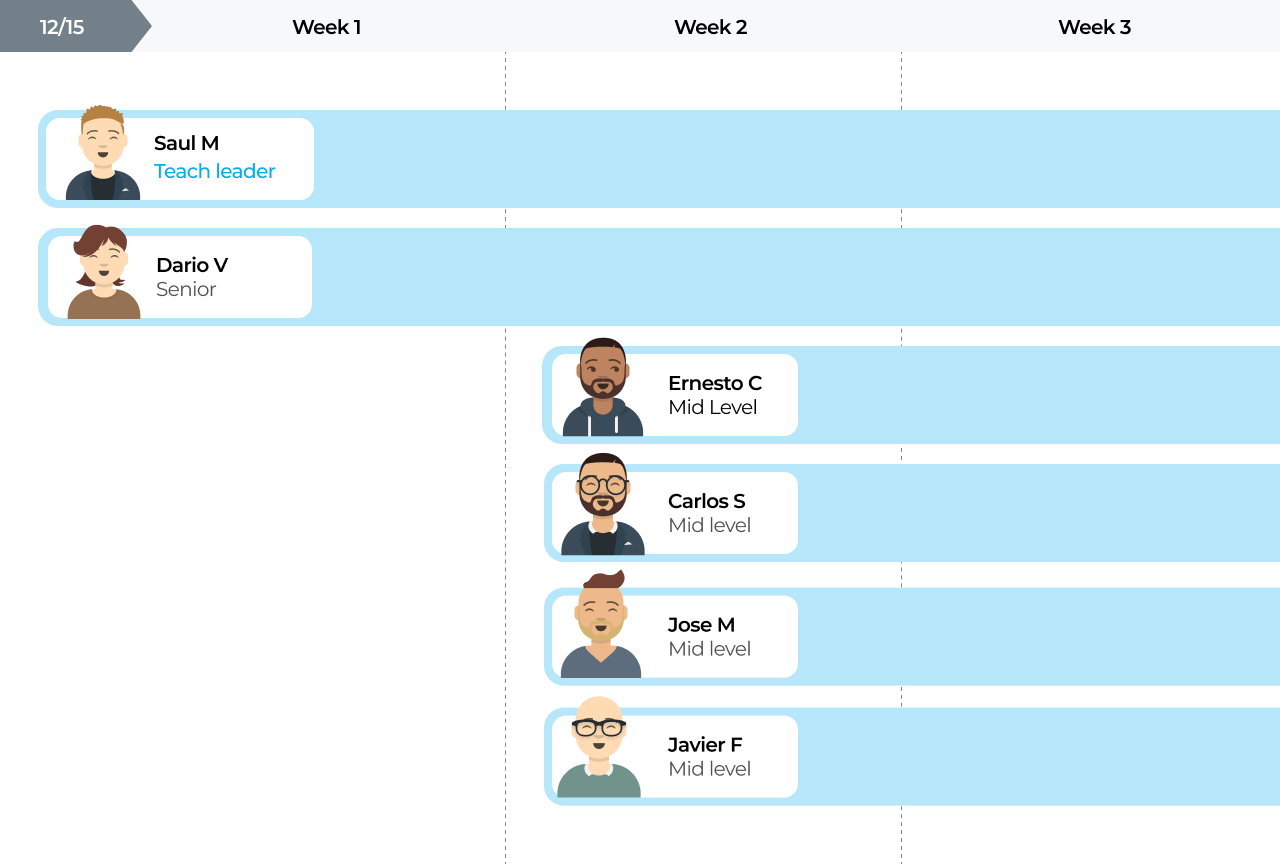 12/15
Week 1
Week 2
Week 3
Saul M
Teach leader
Dario V
Senior
Ernesto C
Mid Level
Carlos S
Mid level
Jose M
Mid level
Javier F
Mid level